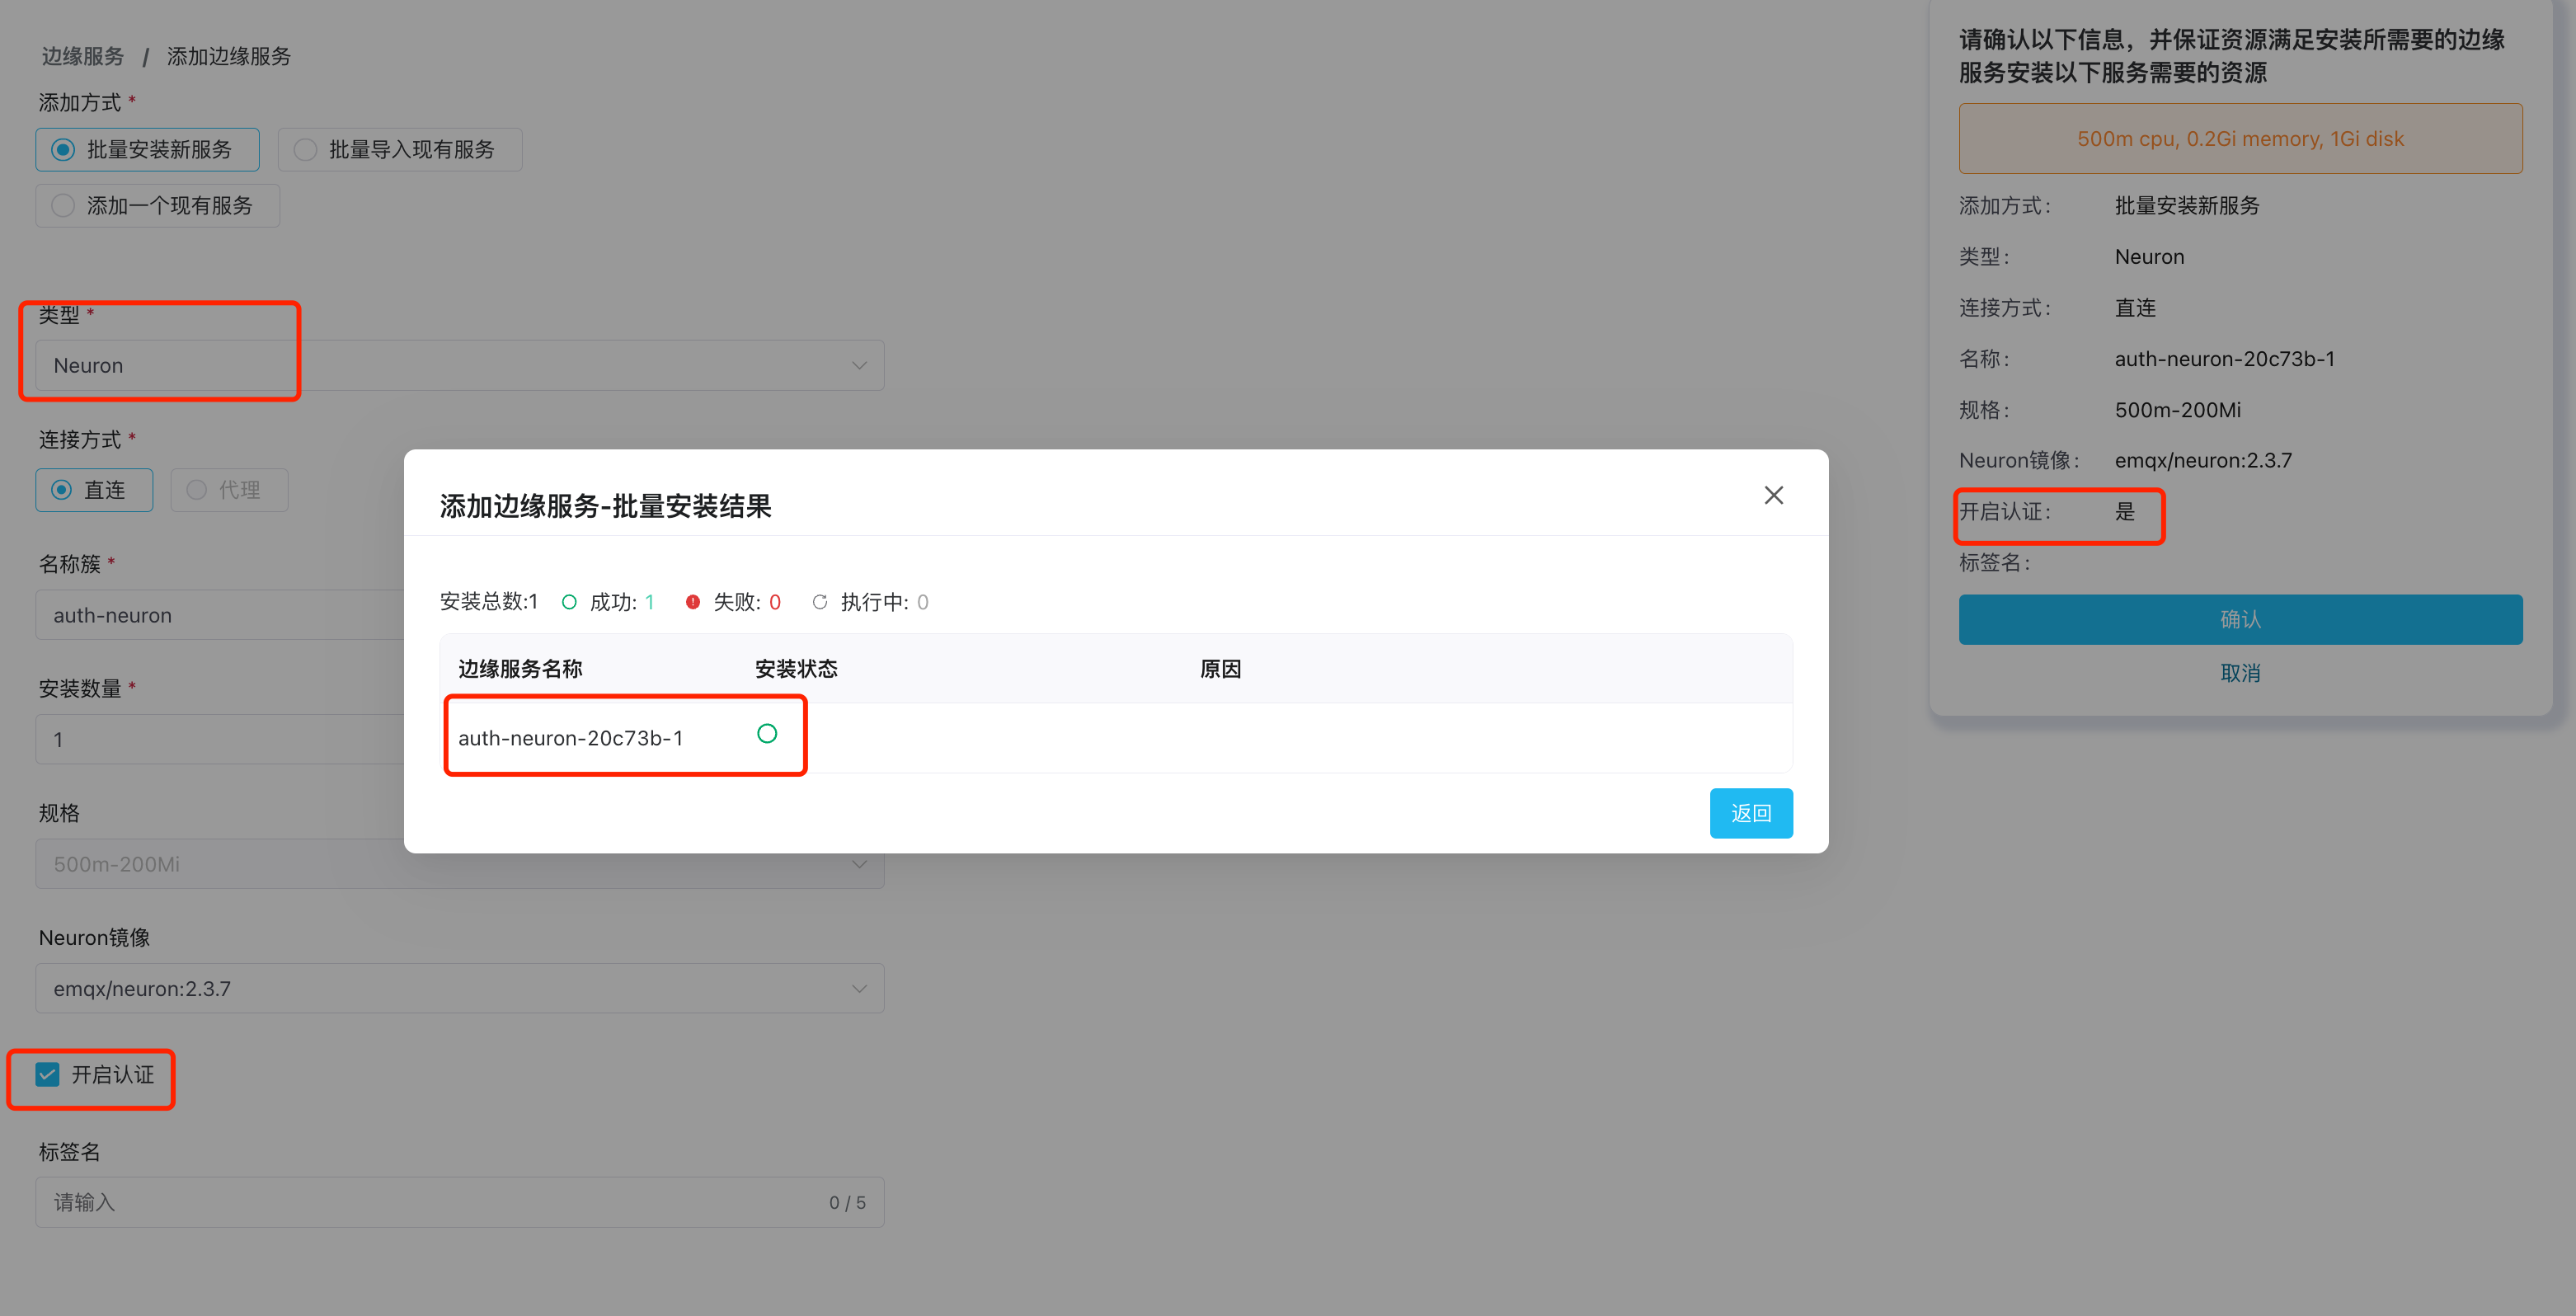 边缘服务 / 添加边缘服务
添加方式 *
批量安装新服务 批量导入现有服务
添加一个现有服务
类型 *
Neuron
连接方式 *
直连 代理
名称簇 *
auth-neuron
安装数量 *
1
规格
500m-200Mi
Neuron镜像
emqx/neuron:2.3.7
开启认证
标签名
请输入 0 / 5
添加边缘服务-批量安装结果
安装总数:1 成功: 1 失败: 0 执行中: 0
边缘服务名称 安装状态 原因
auth-neuron-20c73b-1
返回
请确认以下信息，并保证资源满足安装所需要的边缘
服务安装以下服务需要的资源
500m cpu, 0.2Gi memory, 1Gi disk
添加方式: 批量安装新服务
类型: Neuron
连接方式: 直连
名称: auth-neuron-20c73b-1
规格: 500m-200Mi
Neuron镜像: emqx/neuron:2.3.7
开启认证: 是
标签名:
确认
取消